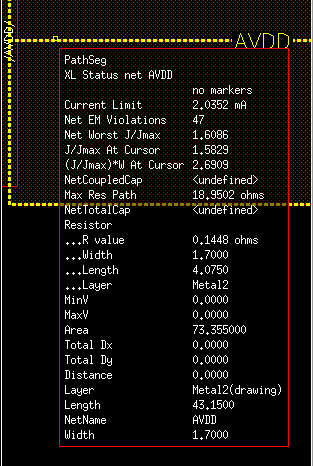 AVDD
/AVDD/
PathSeg
XL Status net AVDD
no markers
Current Limit 2.0352 mA
Net EM Violations 47
Net Worst J/Jmax 1.6086
J/Jmax At Cursor 1.5829
(J/Jmax)*W At Cursor 2.6909
NetCoupledCap <undefined>
Max Res Path 18.9502 ohms
NetTotalCap <undefined>
Resistor
...R value 0.1448 ohms
...Width 1.7000
...Length 4.0750
...Layer Metal2
MinV 0.0000
MaxV 0.0000
Area 73.355000
Total Dx 0.0000
Total Dy 0.0000
Distance 0.0000
Layer Metal2(drawing)
Length 43.1500
NetName AVDD
Width 1.7000